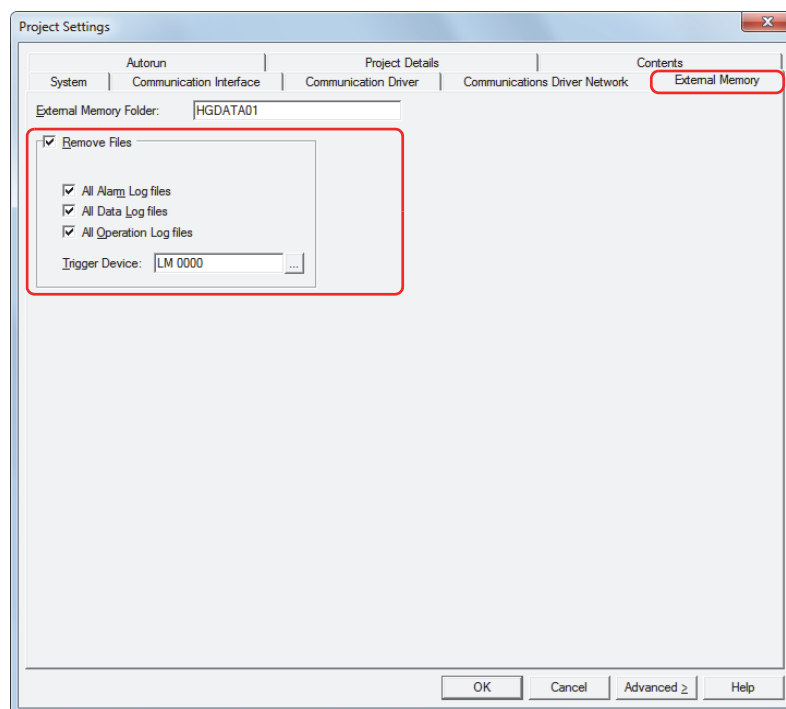 Project Settings
Autorun Project Details Contents
System Communication Interface Communication Driver Communications Driver Network External Memory
External Memory Folder: HGDATA01
Remove Files
All Alarm Log files
All Data Log files
All Operation Log files
Trigger Device: LM 0000 ...
OK Cancel Advanced > Help